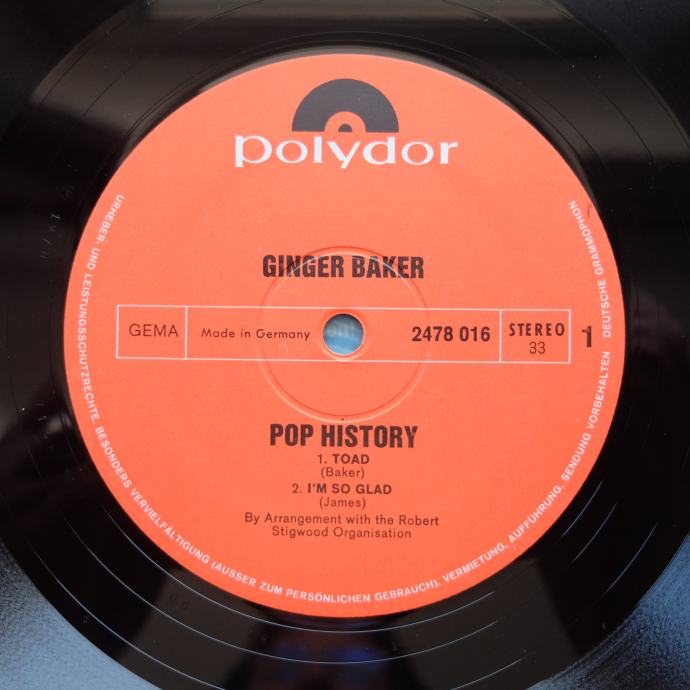 polydor
GINGER BAKER
GEMA
Made in Germany
2478 016
STEREO
33
1
POP HISTORY
1. TOAD
(Baker)
2. I'M SO GLAD
(James)
By Arrangement with the Robert
Stigwood Organisation
URHEBER- UND LEISTUNGSSCHUTZRECHTE. BESONDERS VERVIELFÄLTIGUNG (AUSSER ZUM PERSÖNLICHEN GEBRAUCH), VERMIETUNG, AUFFÜHRUNG, SENDUNG VORBEHALTEN · DEUTSCHE GRAMMOPHON